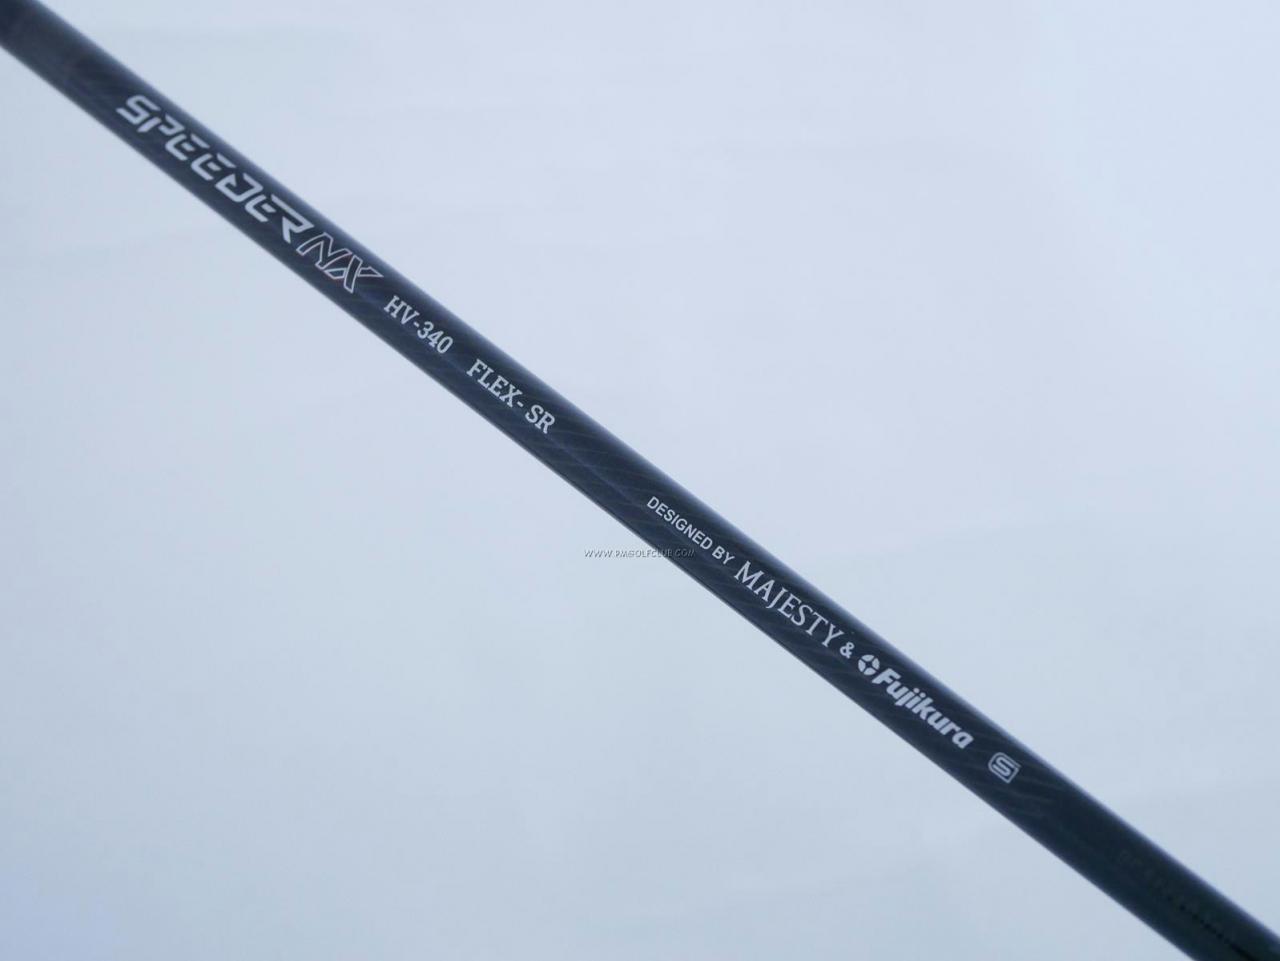 SPEEDER NX HV-340 FLEX- SR DESIGNED BY MAJESTY & Fujikura S
WWW.PMGOLFCLUB.COM